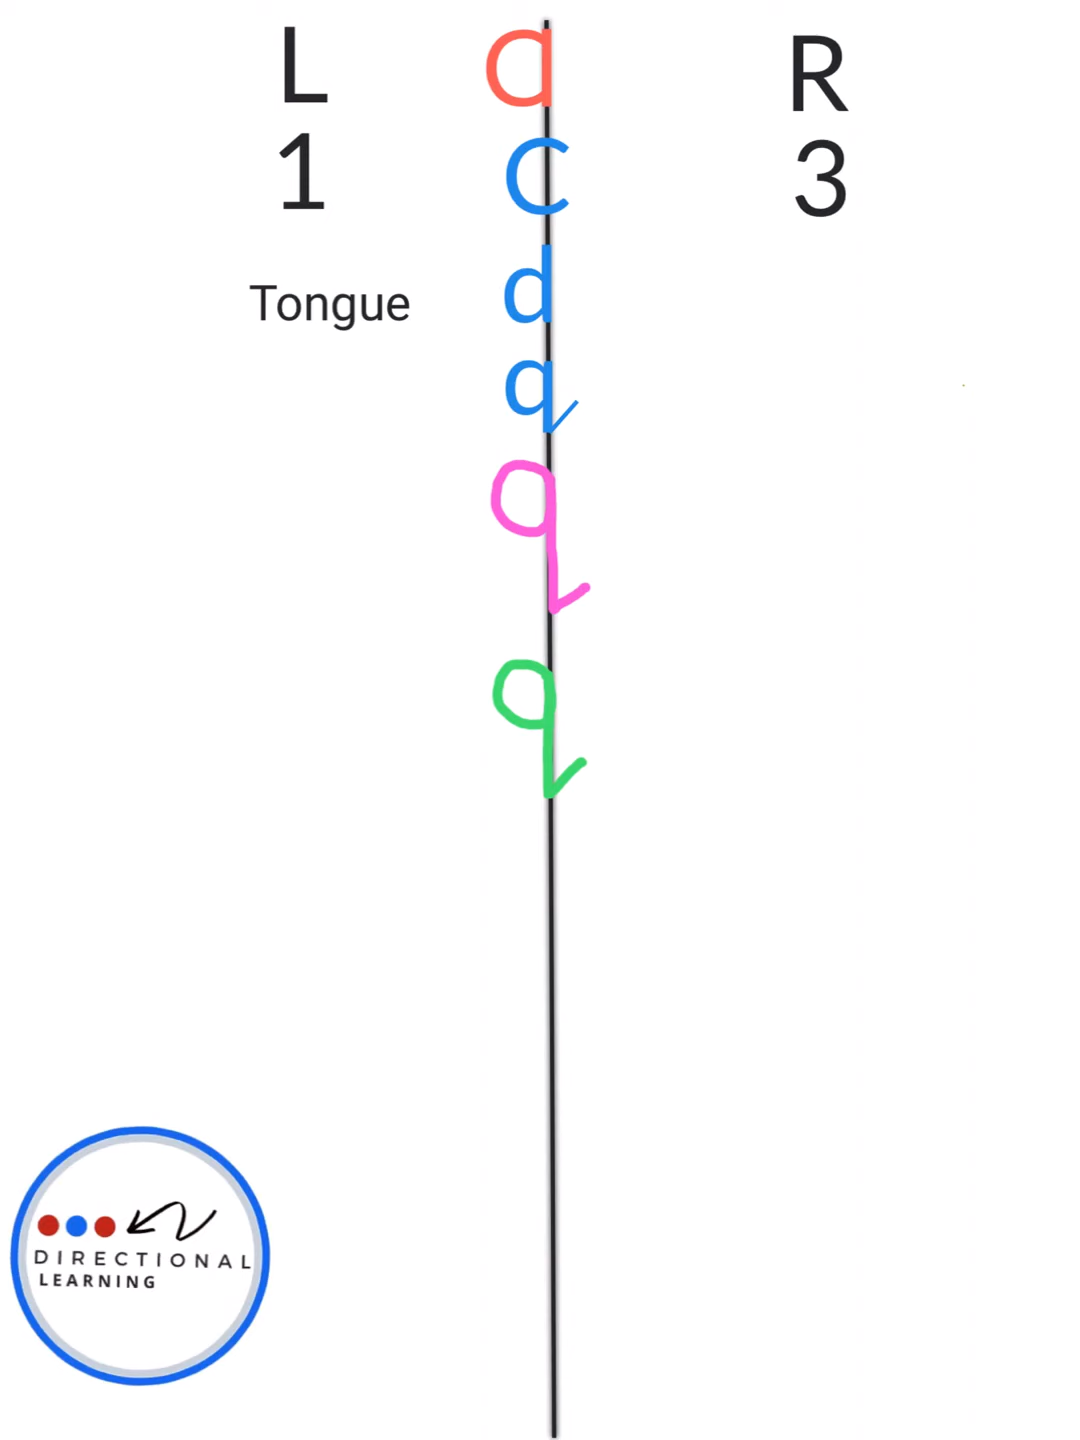 L a R
1 C 3
d
Tongue
q
q
q
DIRECTIONAL
LEARNING